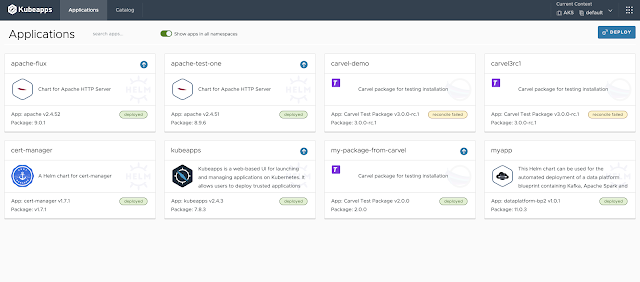 Kubeapps
Applications
Catalog
Current Context
AKS
default
Applications
search apps...
Show apps in all namespaces
DEPLOY
apache-flux
Chart for Apache HTTP Server
HELM
App: apache v2.4.52
deployed
Package: 9.0.1
apache-test-one
Chart for Apache HTTP Server
HELM
App: apache v2.4.51
deployed
Package: 8.9.6
carvel-demo
Carvel package for testing installation
App: Carvel Test Package v3.0.0-rc.1
reconcile failed
Package: 3.0.0-rc.1
carvel3rc1
Carvel package for testing installation
App: Carvel Test Package v3.0.0-rc.1
reconcile failed
Package: 3.0.0-rc.1
cert-manager
A Helm chart for cert-manager
HELM
App: cert-manager v1.7.1
deployed
Package: v1.7.1
kubeapps
Kubeapps is a web-based UI for launching
and managing applications on Kubernetes. It
allows users to deploy trusted applications
HELM
App: kubeapps v2.4.3
deployed
Package: 7.8.3
my-package-from-carvel
Carvel package for testing installation
App: Carvel Test Package v2.0.0
deployed
Package: 2.0.0
myapp
This Helm chart can be used for the
automated deployment of a data platform
blueprint containing Kafka, Apache Spark and
HELM
App: dataplatform-bp2 v1.0.1
deployed
Package: 11.0.3